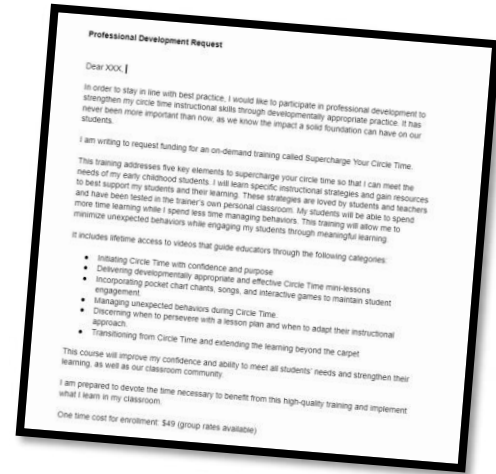 Professional Development Request
Dear XXX,
In order to stay in line with best practice, I would like to participate in professional development to
strengthen my circle time instructional skills through developmentally appropriate practice. It has
never been more important than now, as we know the impact a solid foundation can have on our
students.
I am writing to request funding for an on-demand training called Supercharge Your Circle Time.
This training addresses five key elements to supercharge your circle time so that I can meet the
needs of my early childhood students. I will learn specific instructional strategies and gain resources
to best support my students and their learning. These strategies are loved by students and teachers
and have been tested in the trainer's own personal classroom. My students will be able to spend
more time learning while I spend less time managing behaviors. This training will allow me to
minimize unexpected behaviors while engaging my students through meaningful learning.
It includes lifetime access to videos that guide educators through the following categories:
• Initiating Circle Time with confidence and purpose
• Delivering developmentally appropriate and effective Circle Time mini-lessons
• Incorporating pocket chart chants, songs, and interactive games to maintain student
engagement.
• Managing unexpected behaviors during Circle Time.
• Discerning when to persevere with a lesson plan and when to adapt their instructional
approach.
• Transitioning from Circle Time and extending the learning beyond the carpet
This course will improve my confidence and ability to meet all students' needs and strengthen their
learning, as well as our classroom community.
I am prepared to devote the time necessary to benefit from this high-quality training and implement
what I learn in my classroom.
One time cost for enrollment: $49 (group rates available)